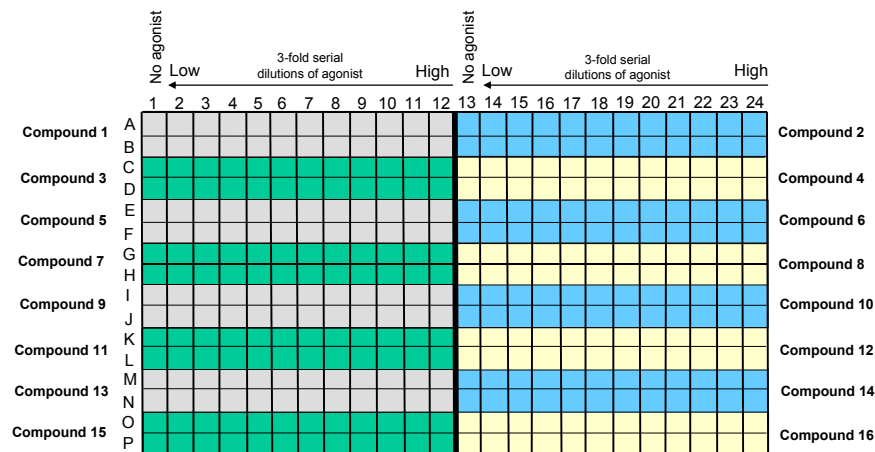 No agonist
3-fold serial
dilutions of agonist
Low High
No agonist
3-fold serial
dilutions of agonist
Low High
1 2 3 4 5 6 7 8 9 10 11 12 13 14 15 16 17 18 19 20 21 22 23 24
Compound 1 A Compound 2
B
Compound 3 C Compound 4
D
Compound 5 E Compound 6
F
Compound 7 G Compound 8
H
Compound 9 I Compound 10
J
Compound 11 K Compound 12
L
Compound 13 M Compound 14
N
Compound 15 O Compound 16
P